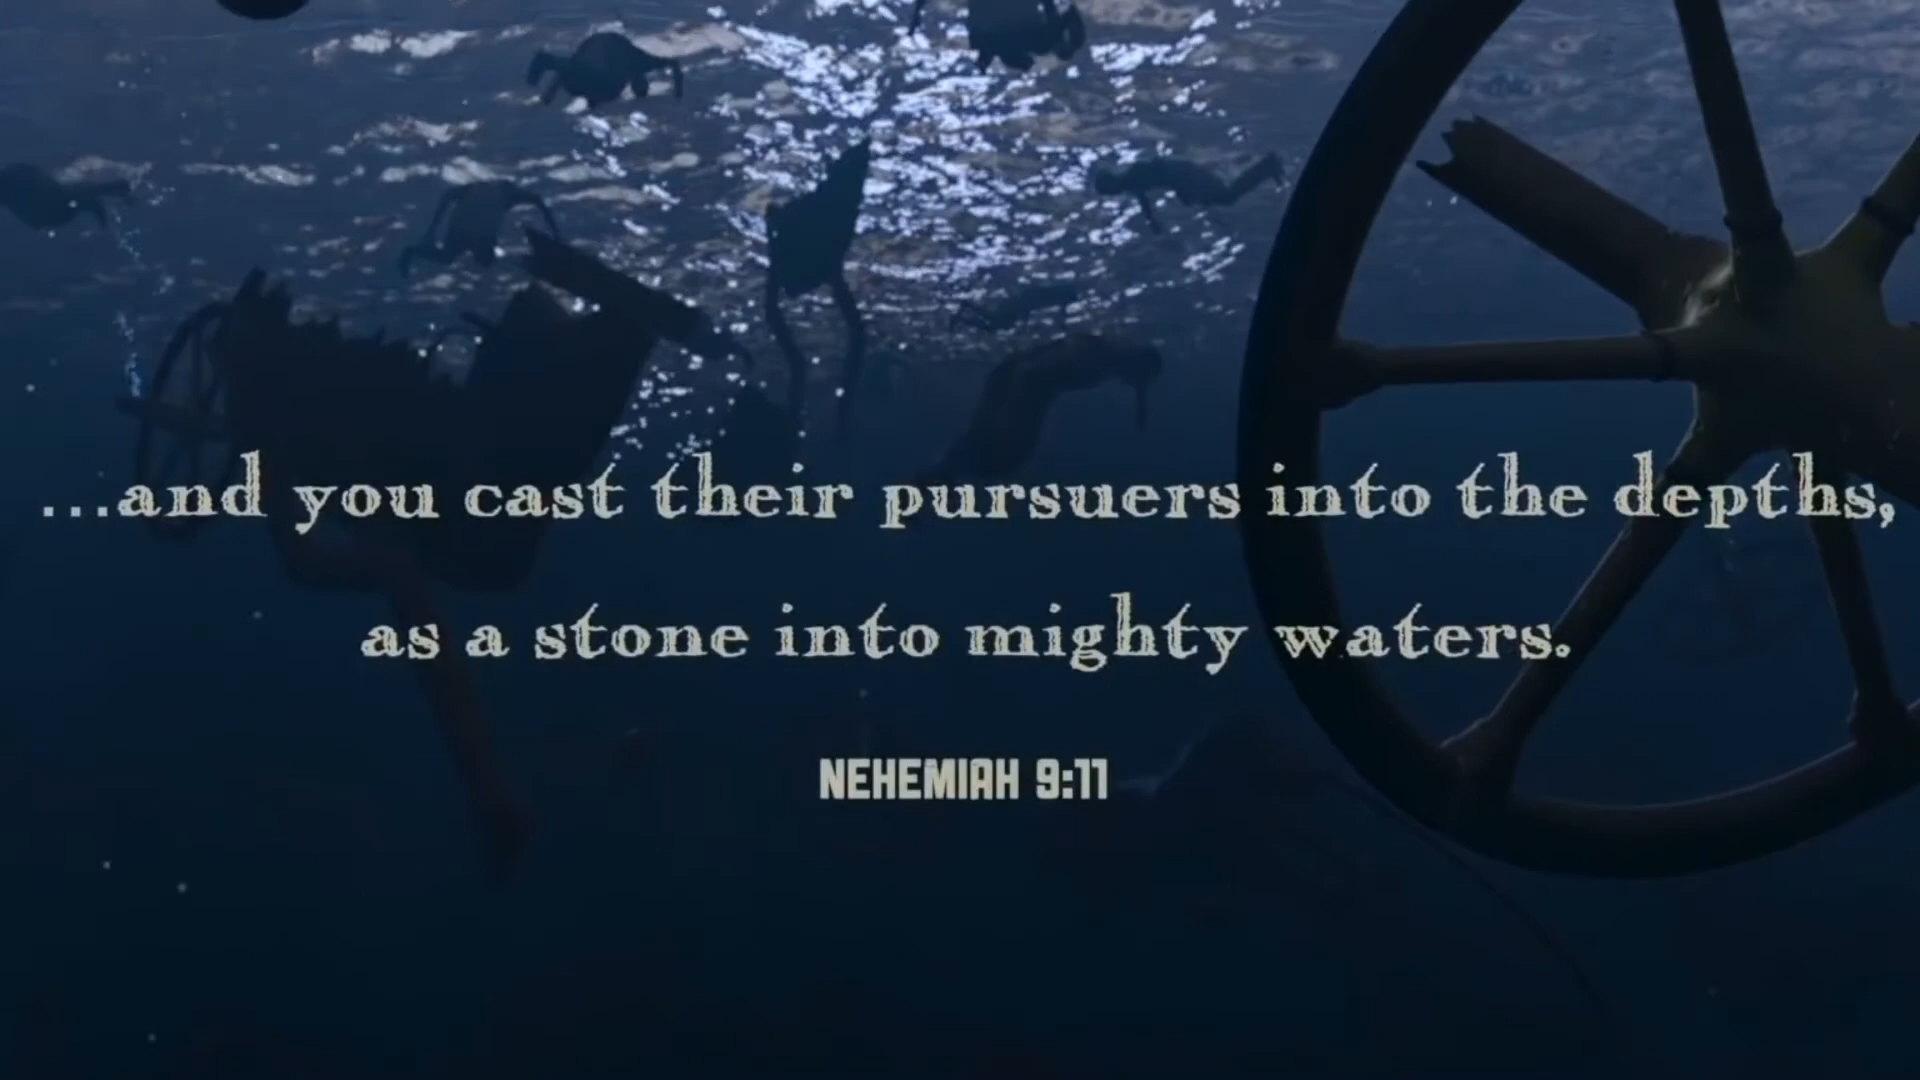 ...and you cast their pursuers into the depths,
as a stone into mighty waters.
NEHEMIAH 9:11